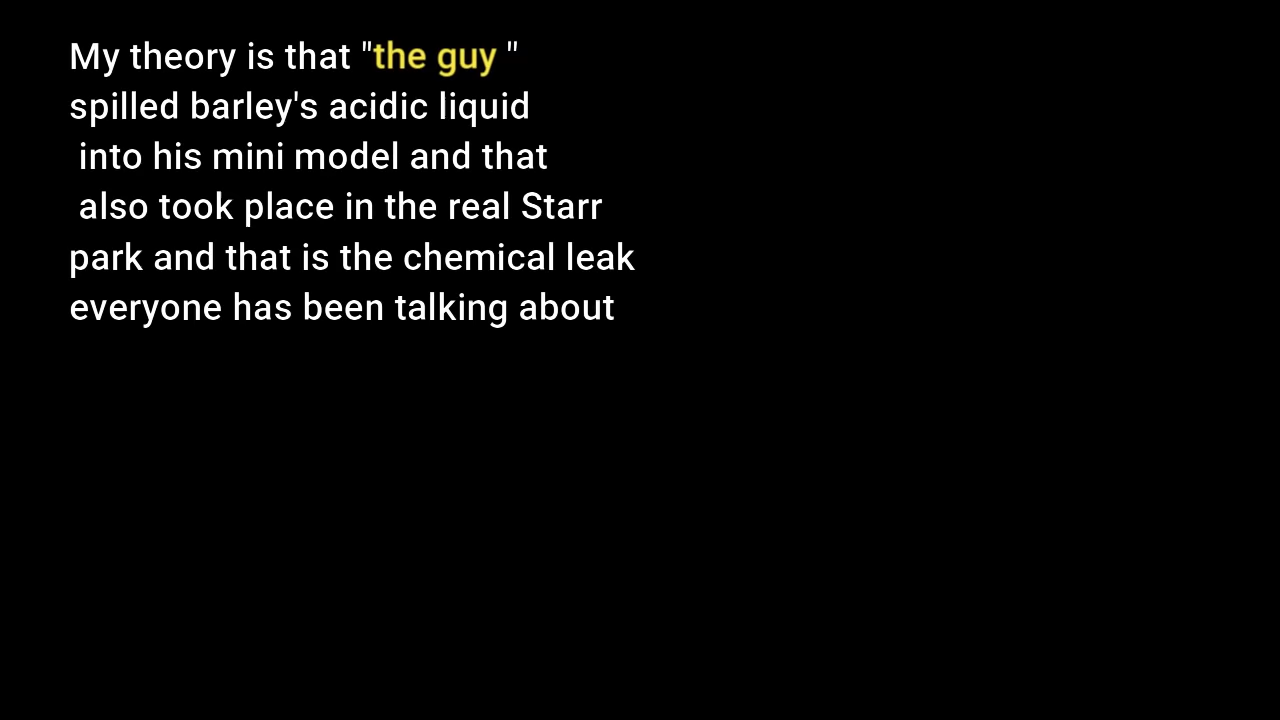 My theory is that "the guy "
spilled barley's acidic liquid
into his mini model and that
also took place in the real Starr
park and that is the chemical leak
everyone has been talking about